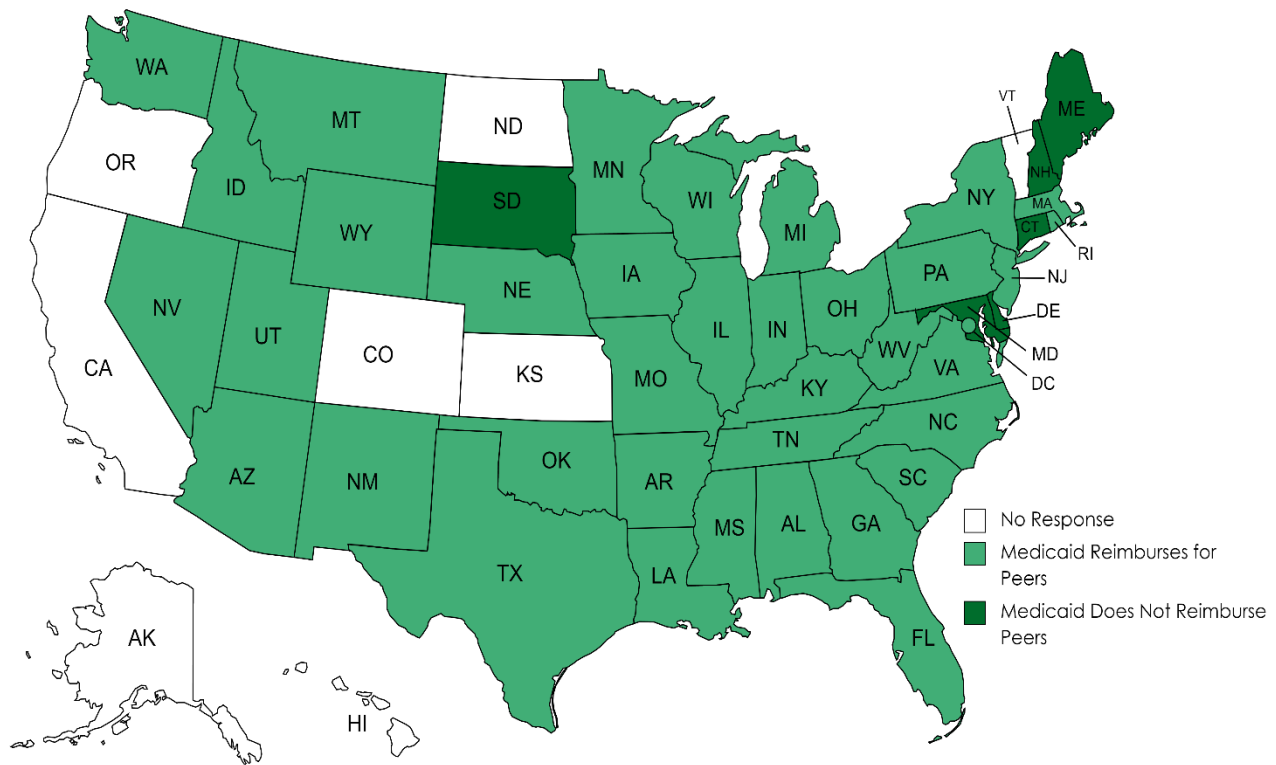 WA
MT
ND
MN
VT
ME
OR
ID
SD
WI
NY
NH
MA
WY
MI
CT
RI
IA
PA
NJ
NV
NE
OH
DE
UT
IL
IN
WV
MD
CA
CO
KS
MO
KY
VA
DC
NC
TN
AZ
NM
OK
AR
SC
MS
AL
GA
No Response
TX
LA
Medicaid Reimburses for
Peers
AK
FL
Medicaid Does Not Reimburse
Peers
HI